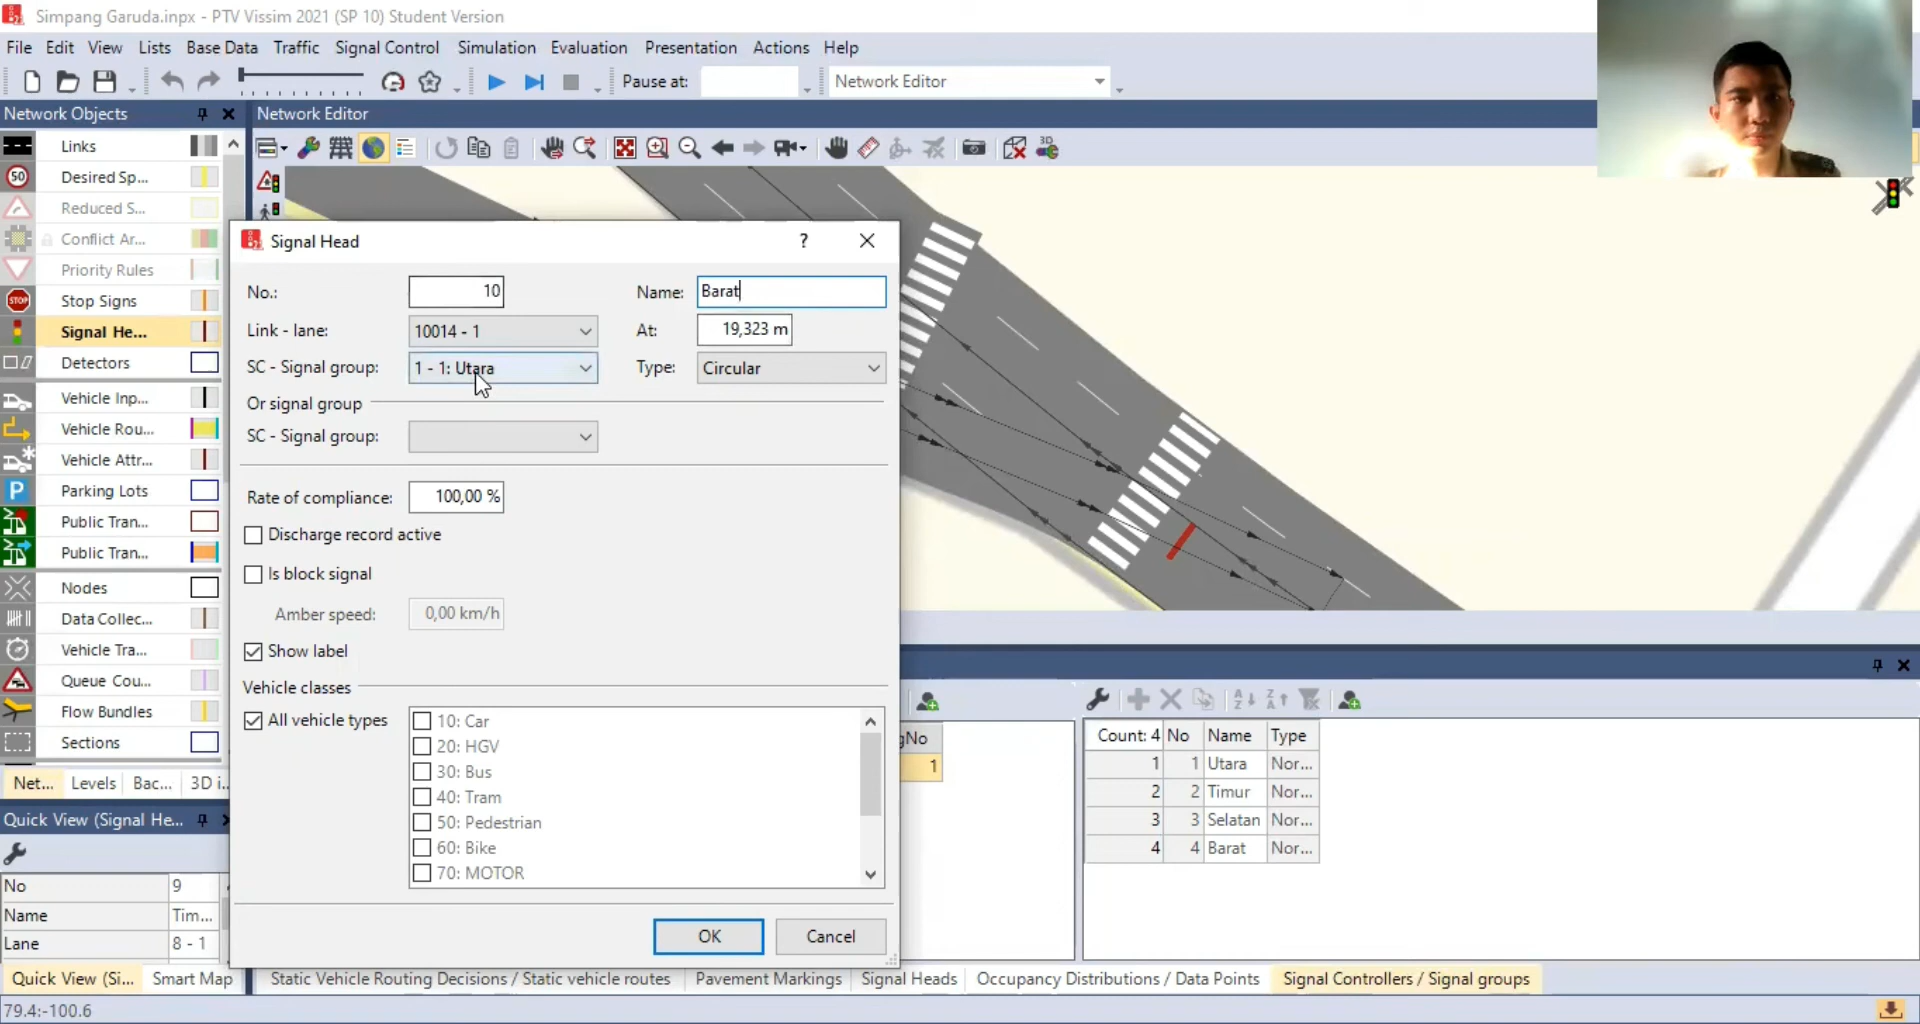 Simpang Garuda.inpx - PTV Vissim 2021 (SP 10) Student Version
File Edit View Lists Base Data Traffic Signal Control Simulation Evaluation Presentation Actions Help
Pause at: Network Editor
Network Objects
Network Editor
Links
50 Desired Sp...
Reduced S...
Conflict Ar...
Priority Rules
STOP Stop Signs
Signal He...
Detectors
Vehicle Inp...
Vehicle Rou...
Vehicle Attr...
P Parking Lots
Public Tran...
Public Tran...
Nodes
Data Collec...
Vehicle Tra...
Queue Cou...
Flow Bundles
Sections
Net... Levels Bac... 3D i...
Quick View (Signal He...
No 9
Name Tim...
Lane 8 - 1
Quick View (Si... Smart Map
79.4:-100.6
Signal Head ?
No.: 10 Name: Barat
Link - lane: 10014 - 1 At: 19,323 m
SC - Signal group: 1 - 1: Utara Type: Circular
Or signal group
SC - Signal group:
Rate of compliance: 100,00 %
Discharge record active
Is block signal
Amber speed: 0,00 km/h
Show label
Vehicle classes
All vehicle types
10: Car
20: HGV
30: Bus
40: Tram
50: Pedestrian
60: Bike
70: MOTOR
OK Cancel
3D
gNo
1
Count: 4 No Name Type
1 1 Utara Nor...
2 2 Timur Nor...
3 3 Selatan Nor...
4 4 Barat Nor...
Static Vehicle Routing Decisions / Static vehicle routes Pavement Markings Signal Heads Occupancy Distributions / Data Points Signal Controllers / Signal groups